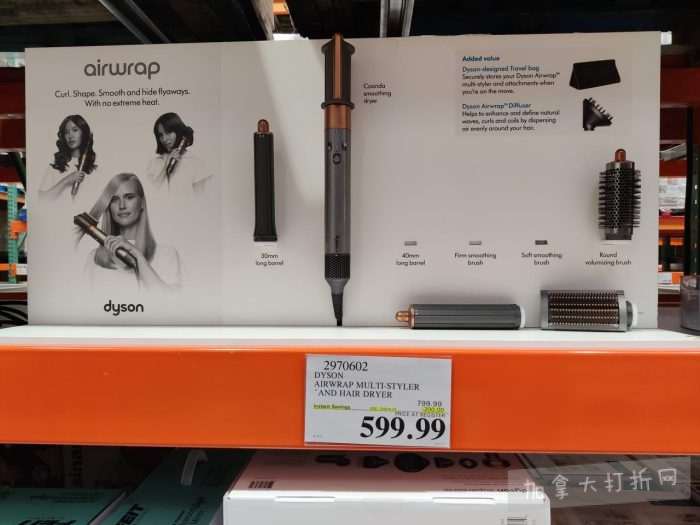 airwrap
Curl. Shape. Smooth and hide flyaways.
With no extreme heat.
dyson
Coanda
smoothing
dryer
Added value
Dyson-designed Travel bag
Securely stores your Dyson Airwrap™
multi-styler and attachments when
you're on the move.
Dyson Airwrap™ Diffuser
Helps to enhance and define natural
waves, curls and coils by dispersing
air evenly around your hair.
30mm
long barrel
40mm
long barrel
Firm smoothing
brush
Soft smoothing
brush
Round
volumizing brush
2970602
DYSON
AIRWRAP MULTI-STYLER
`AND HAIR DRYER
799.99
Instant Savings
-200.00
PRICE AT REGISTER
599.99
加拿大打折网